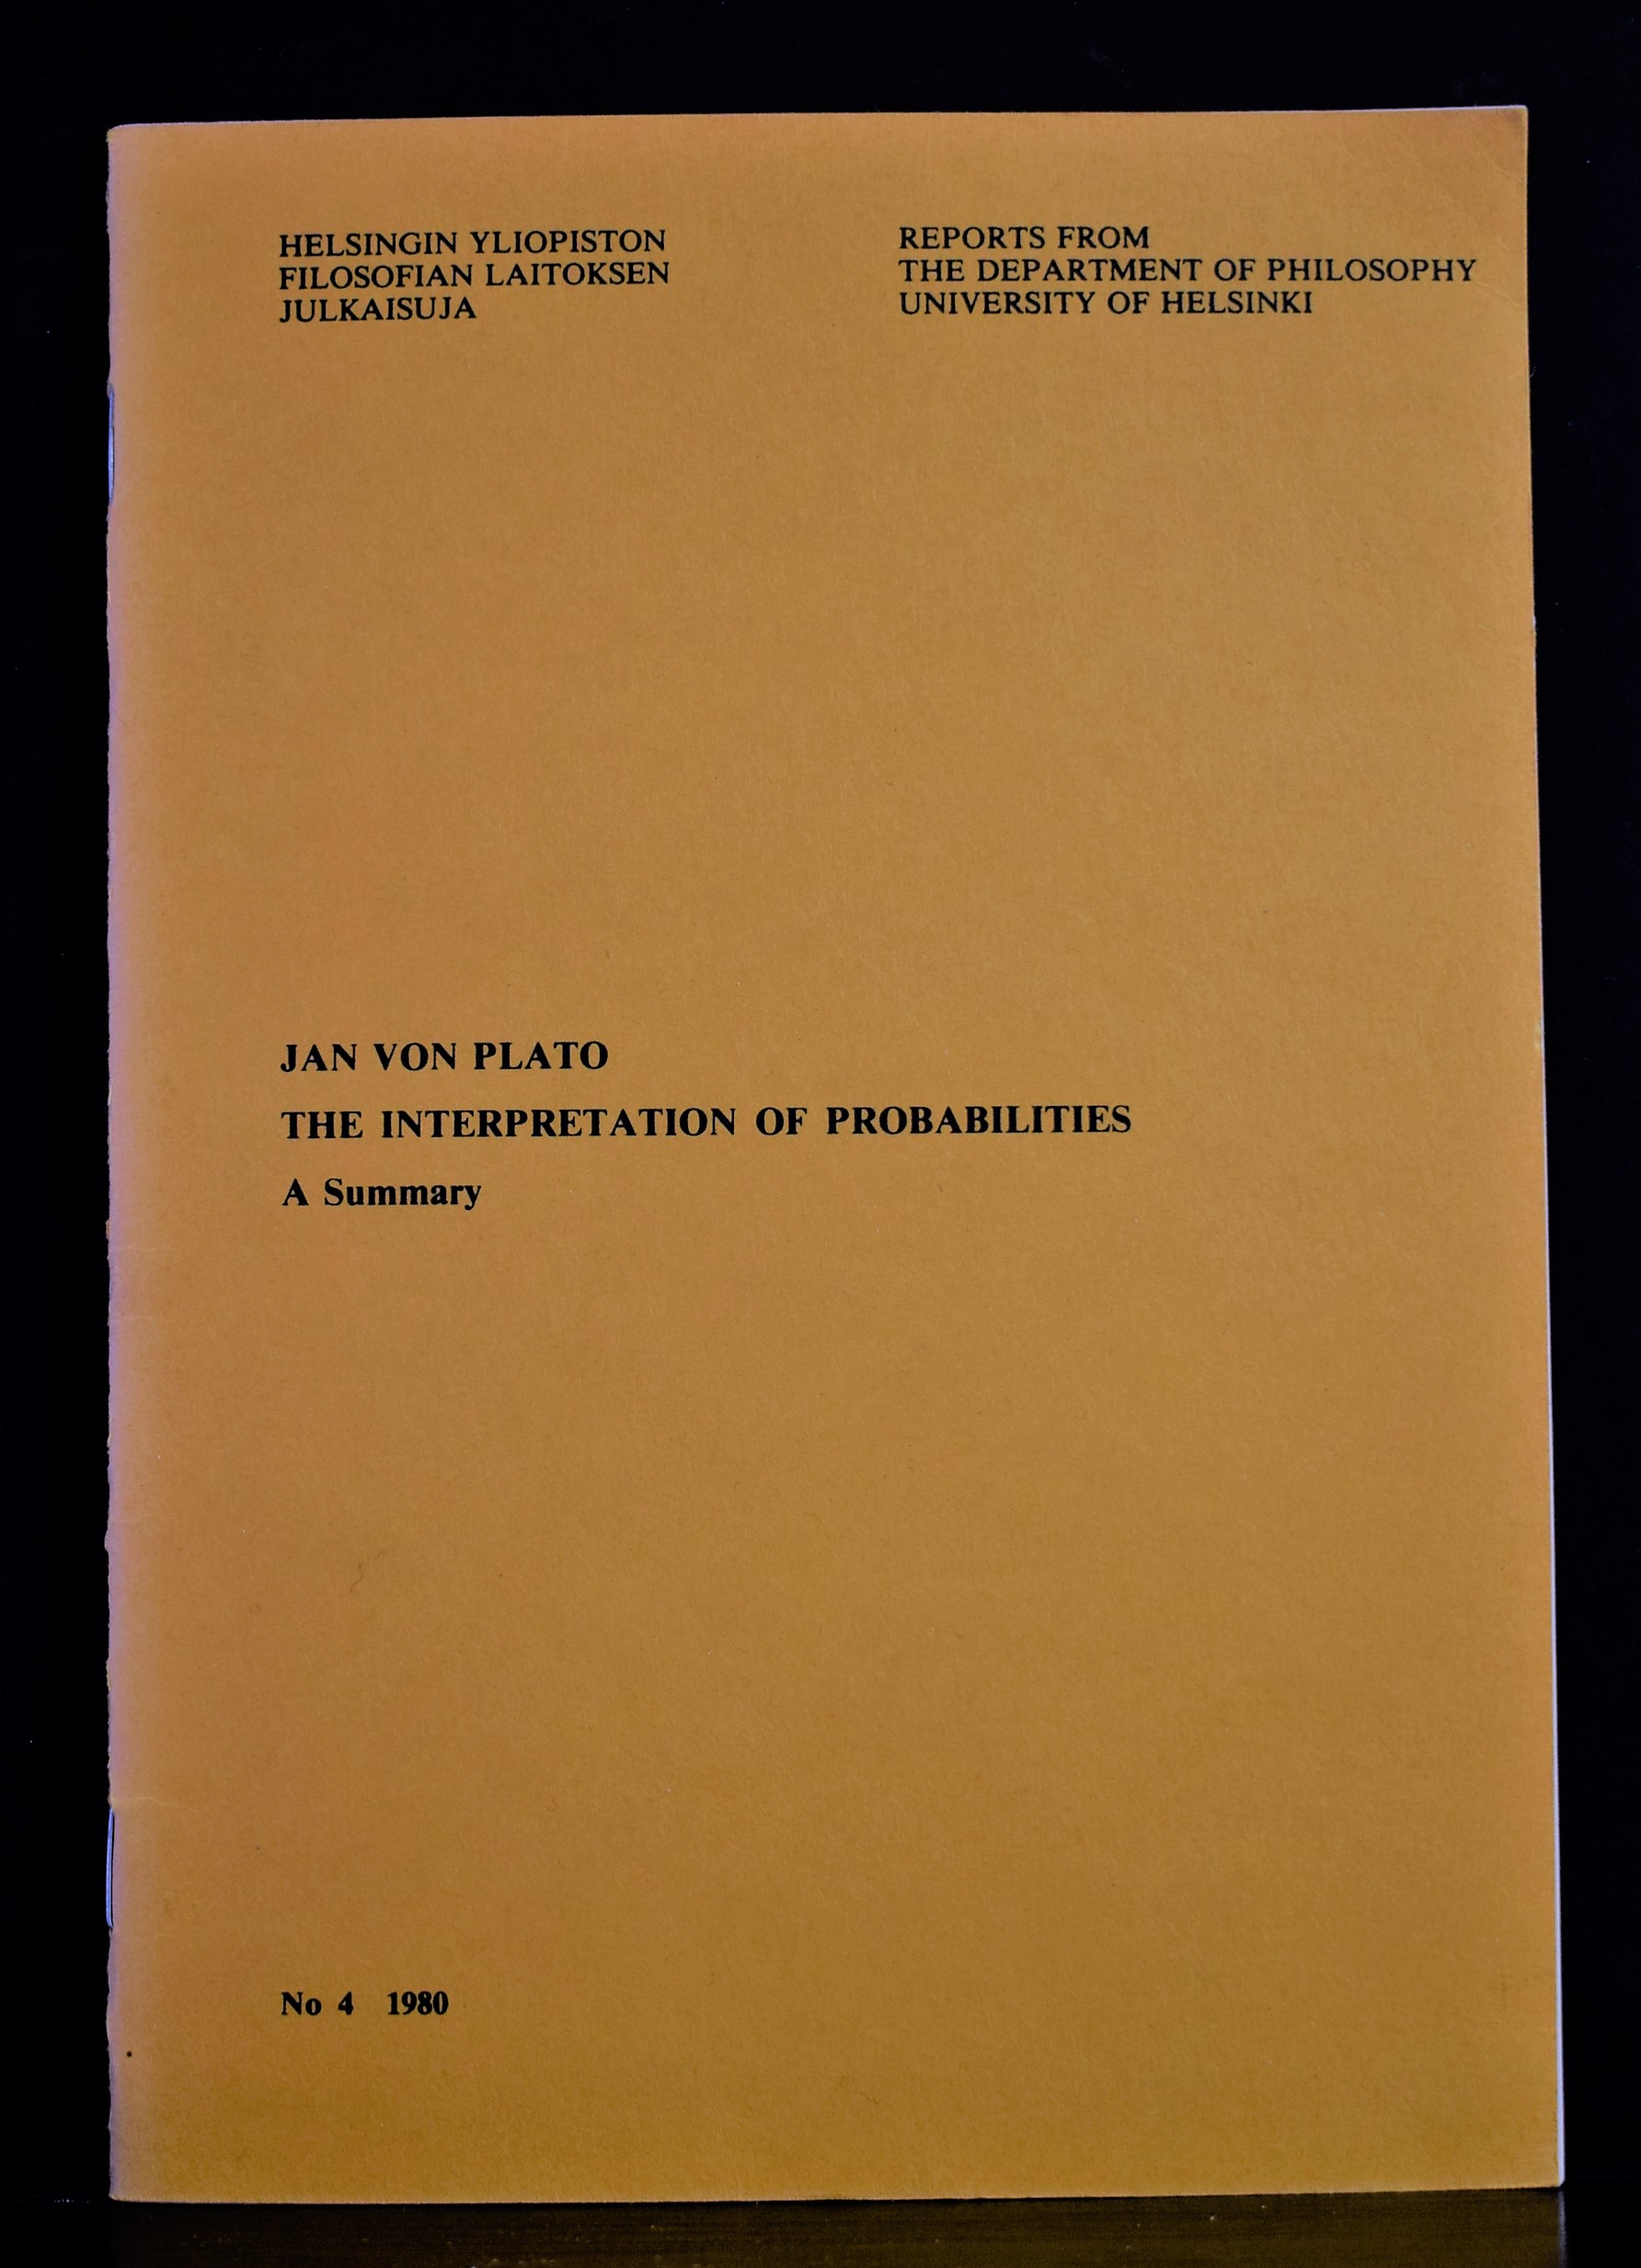 HELSINGIN YLIOPISTON
FILOSOFIAN LAITOKSEN
JULKAISUJA
REPORTS FROM
THE DEPARTMENT OF PHILOSOPHY
UNIVERSITY OF HELSINKI
JAN VON PLATO
THE INTERPRETATION OF PROBABILITIES
A Summary
No 4 1980